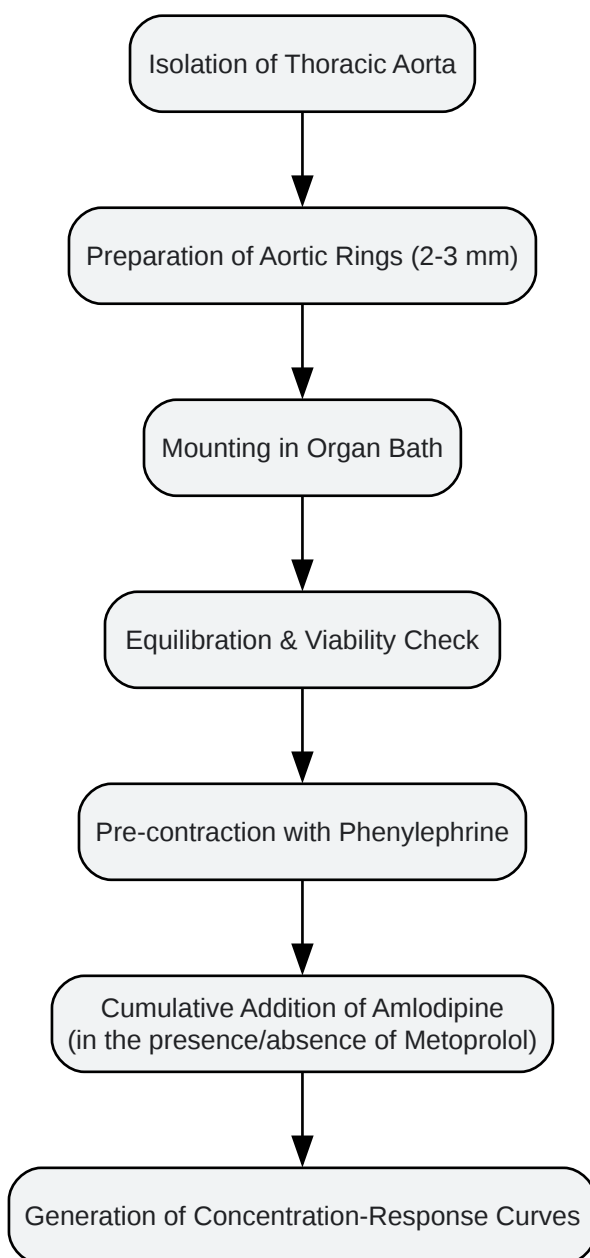 Isolation of Thoracic Aorta
Preparation of Aortic Rings (2-3 mm)
Mounting in Organ Bath
Equilibration & Viability Check
Pre-contraction with Phenylephrine
Cumulative Addition of Amlodipine
(in the presence/absence of Metoprolol)
Generation of Concentration-Response Curves